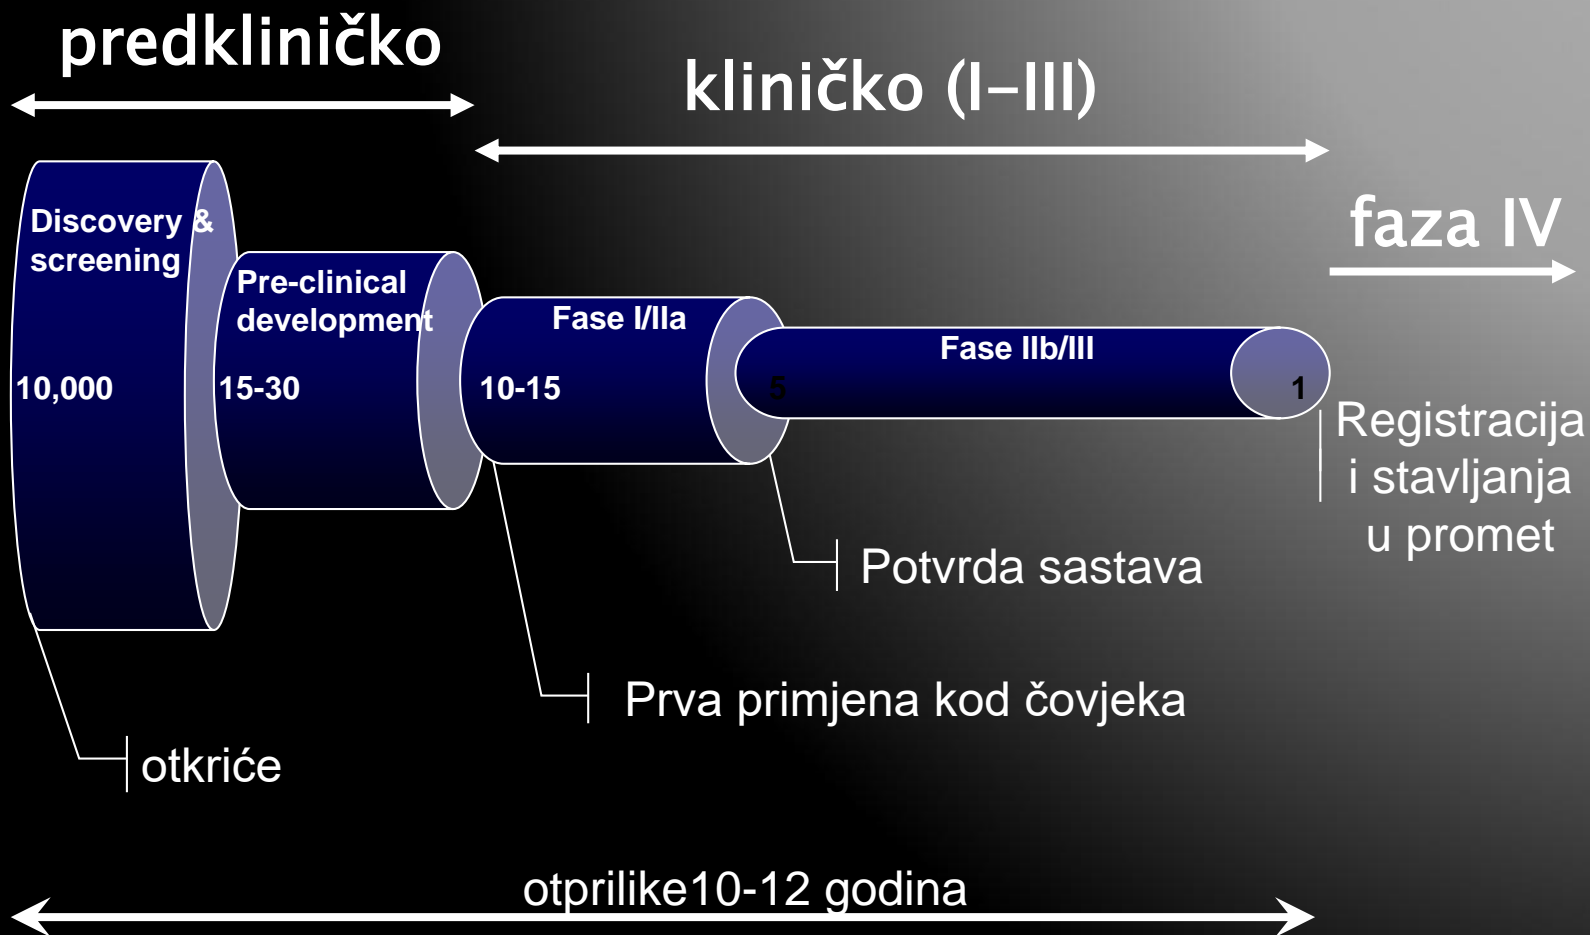 predkliničko
kliničko (I–III)
faza IV
Discovery &
screening
Pre-clinical
development
Fase I/IIa
Fase IIb/III
10,000
15-30
10-15
5
1
Registracija
i stavljanja
u promet
Potvrda sastava
Prva primjena kod čovjeka
otkriće
otprilike10-12 godina